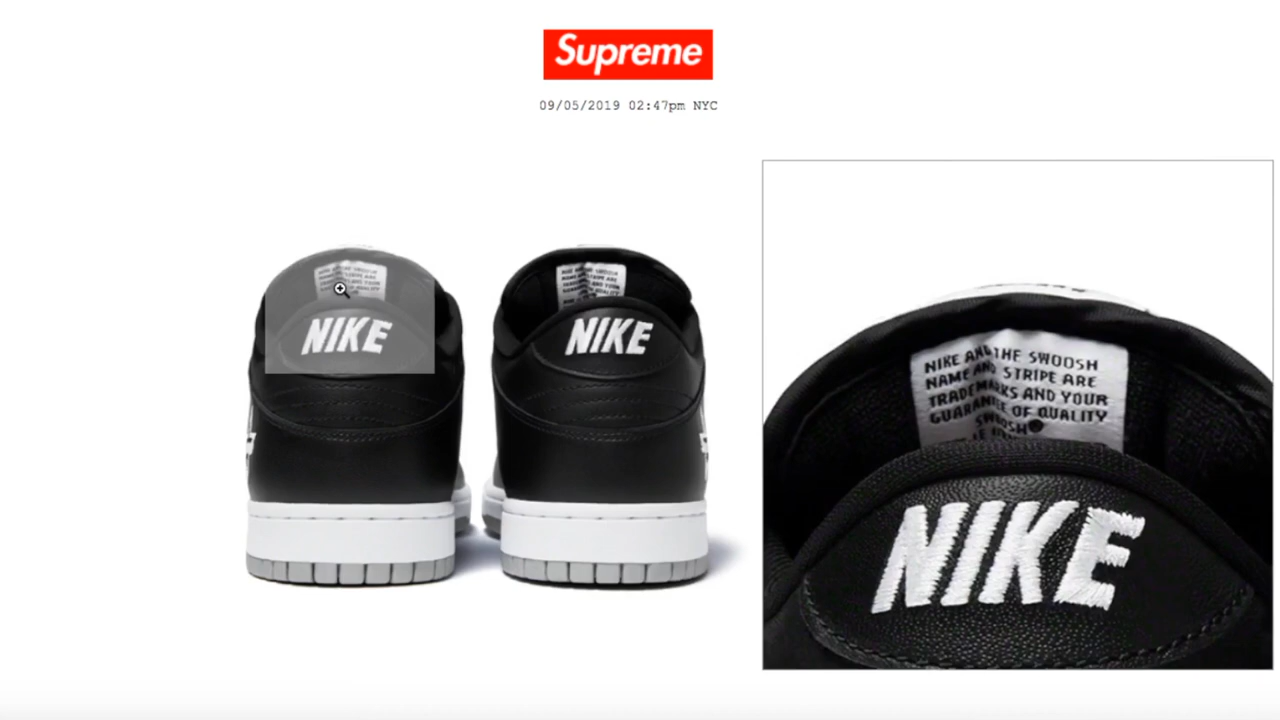 Supreme
09/05/2019 02:47pm NYC
NIKE
NIKE
NIKE AND THE SWOOSH
NAME AND STRIPE ARE
TRADEMARKS AND YOUR
GUARANTEE OF QUALITY
SWOOSH®
NIKE